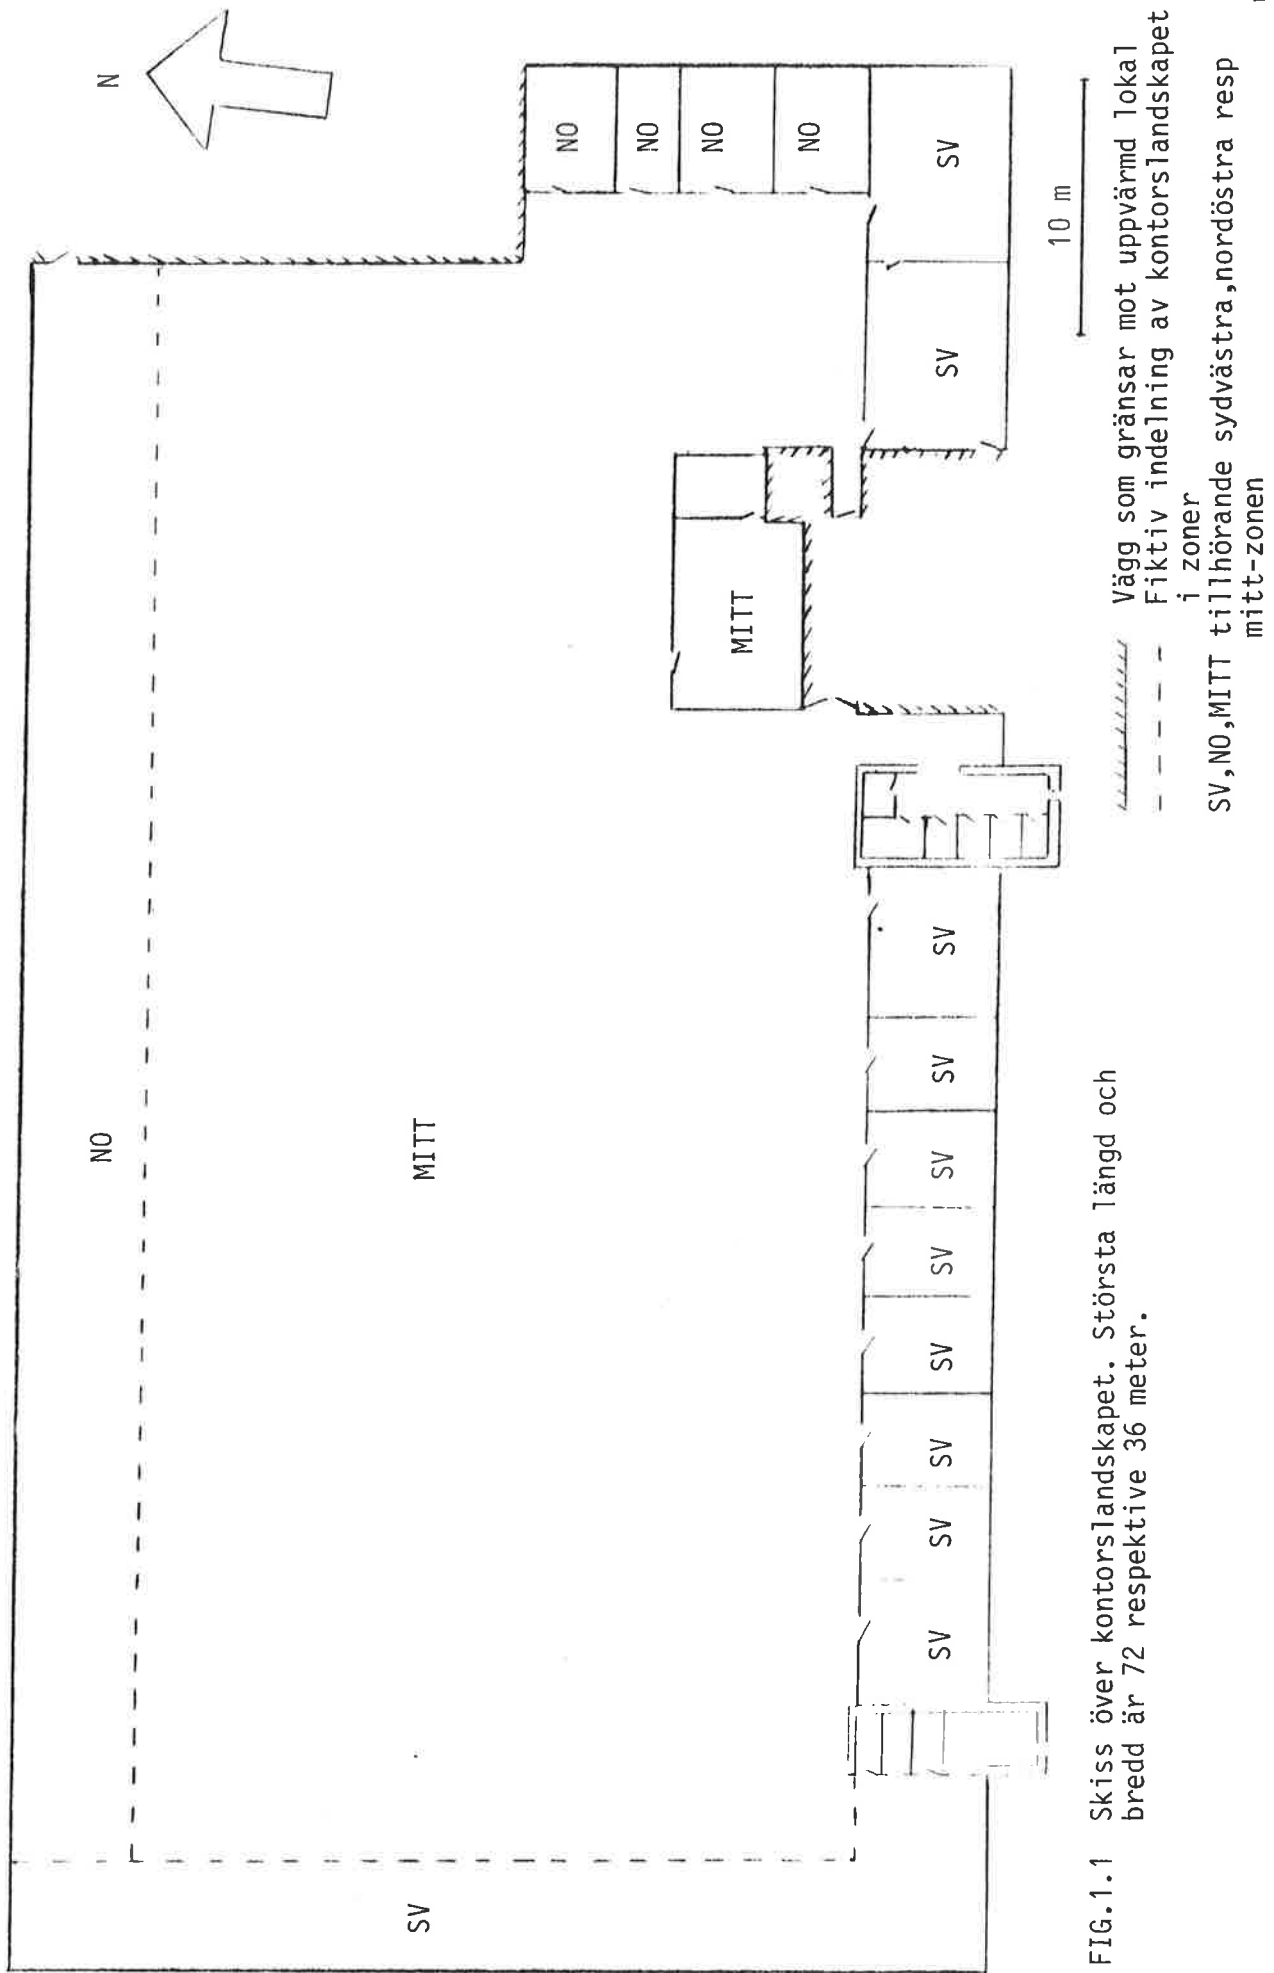 N
NO
NO
NO
NO
NO
MITT
MITT
SV
SV
SV
SV
SV
SV
SV
SV
SV
SV
SV
10 m
Vägg som gränsar mot uppvärmd lokal
Fiktiv indelning av kontorslandskapet
i zoner
SV,NO,MITT tillhörande sydvästra,nordöstra resp
mitt-zonen
FIG.1.1 Skiss över kontorslandskapet. Största längd och
bredd är 72 respektive 36 meter.